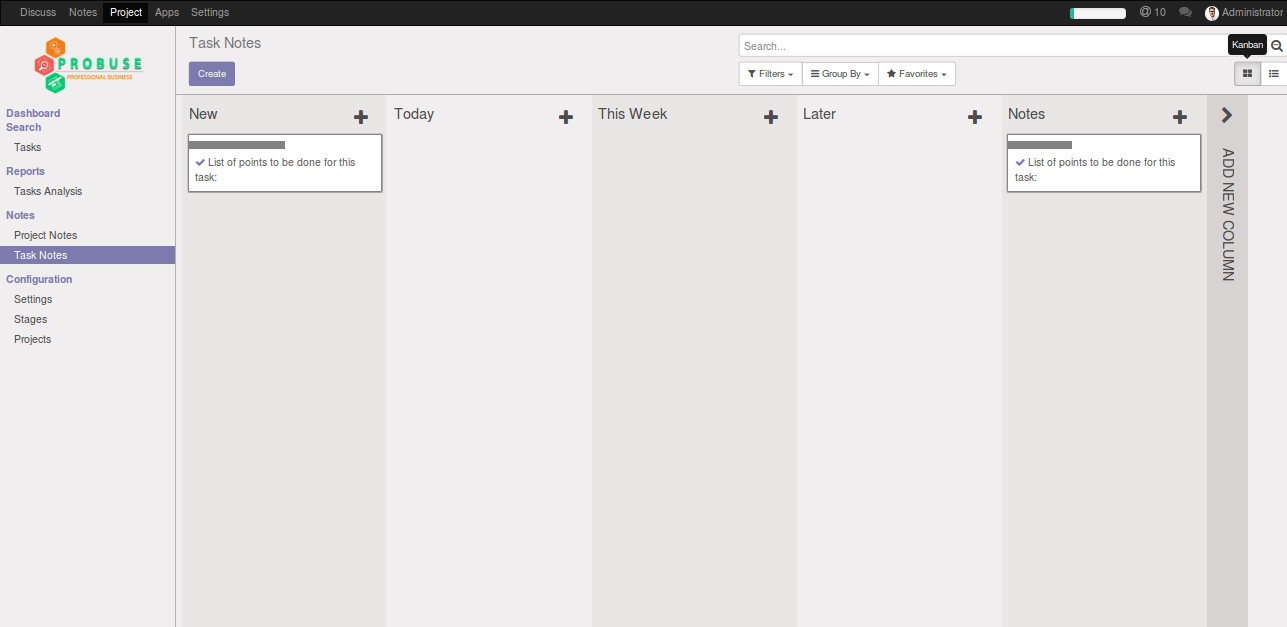 Discuss Notes Project Apps Settings
@ 10 Administrator
PROBUSE
PROFESSIONAL BUSINESS
Task Notes
Search...
Kanban
Create
Filters Group By Favorites
Dashboard
Search
Tasks
Reports
Tasks Analysis
Notes
Project Notes
Task Notes
Configuration
Settings
Stages
Projects
New
List of points to be done for this
task:
Today
This Week
Later
Notes
List of points to be done for this
task:
ADD NEW COLUMN